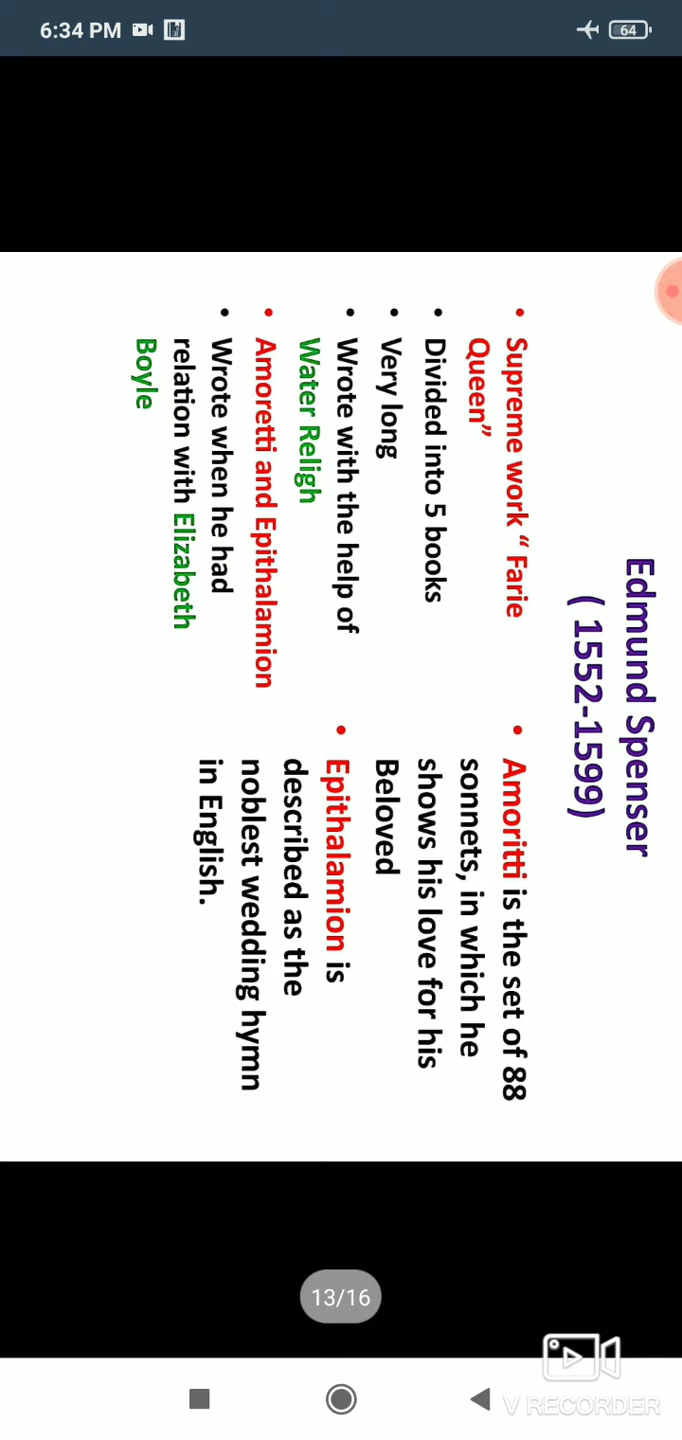 6:34 PM
64
Edmund Spenser
( 1552-1599)
• Supreme work “ Farie
Queen”
• Divided into 5 books
• Very long
• Wrote with the help of
Water Religh
• Amoretti and Epithalamion
• Wrote when he had
relation with Elizabeth
Boyle
• Amoritti is the set of 88
sonnets, in which he
shows his love for his
Beloved
• Epithalamion is
described as the
noblest wedding hymn
in English.
13/16
V RECORDER